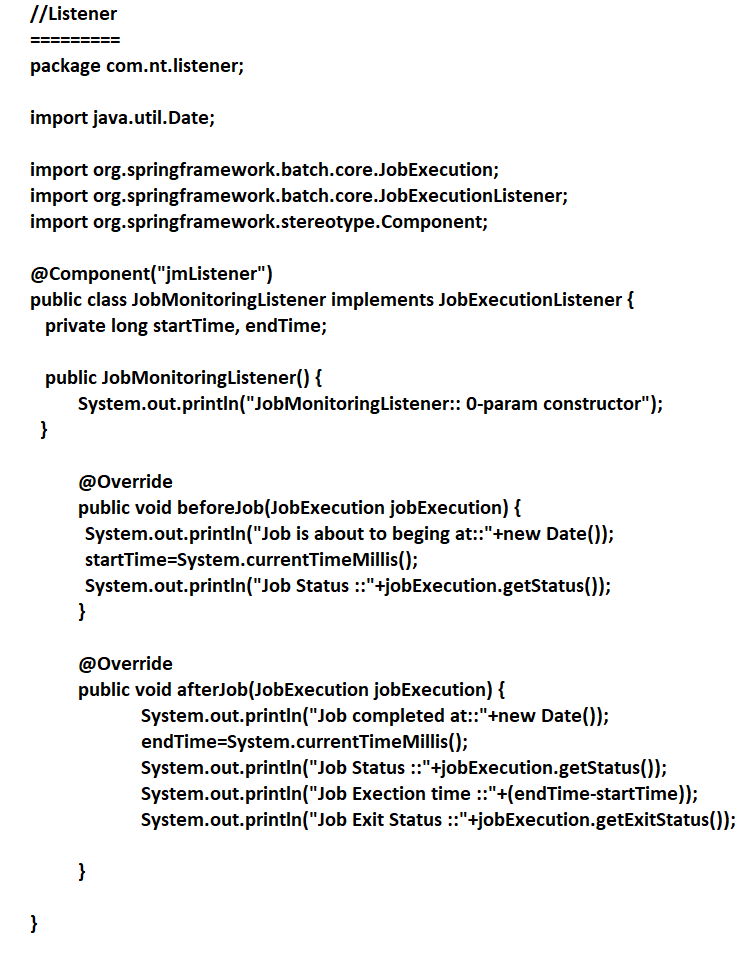 //Listener
=========
package com.nt.listener;
import java.util.Date;
import org.springframework.batch.core.JobExecution;
import org.springframework.batch.core.JobExecutionListener;
import org.springframework.stereotype.Component;
@Component("jmListener")
public class JobMonitoringListener implements JobExecutionListener {
private long startTime, endTime;
public JobMonitoringListener() {
System.out.println("JobMonitoringListener:: 0-param constructor");
}
@Override
public void beforeJob(JobExecution jobExecution) {
System.out.println("Job is about to beging at::"+new Date());
startTime=System.currentTimeMillis();
System.out.println("Job Status ::"+jobExecution.getStatus());
}
@Override
public void afterJob(JobExecution jobExecution) {
System.out.println("Job completed at::"+new Date());
endTime=System.currentTimeMillis();
System.out.println("Job Status ::"+jobExecution.getStatus());
System.out.println("Job Exection time ::"+(endTime-startTime));
System.out.println("Job Exit Status ::"+jobExecution.getExitStatus());
}
}